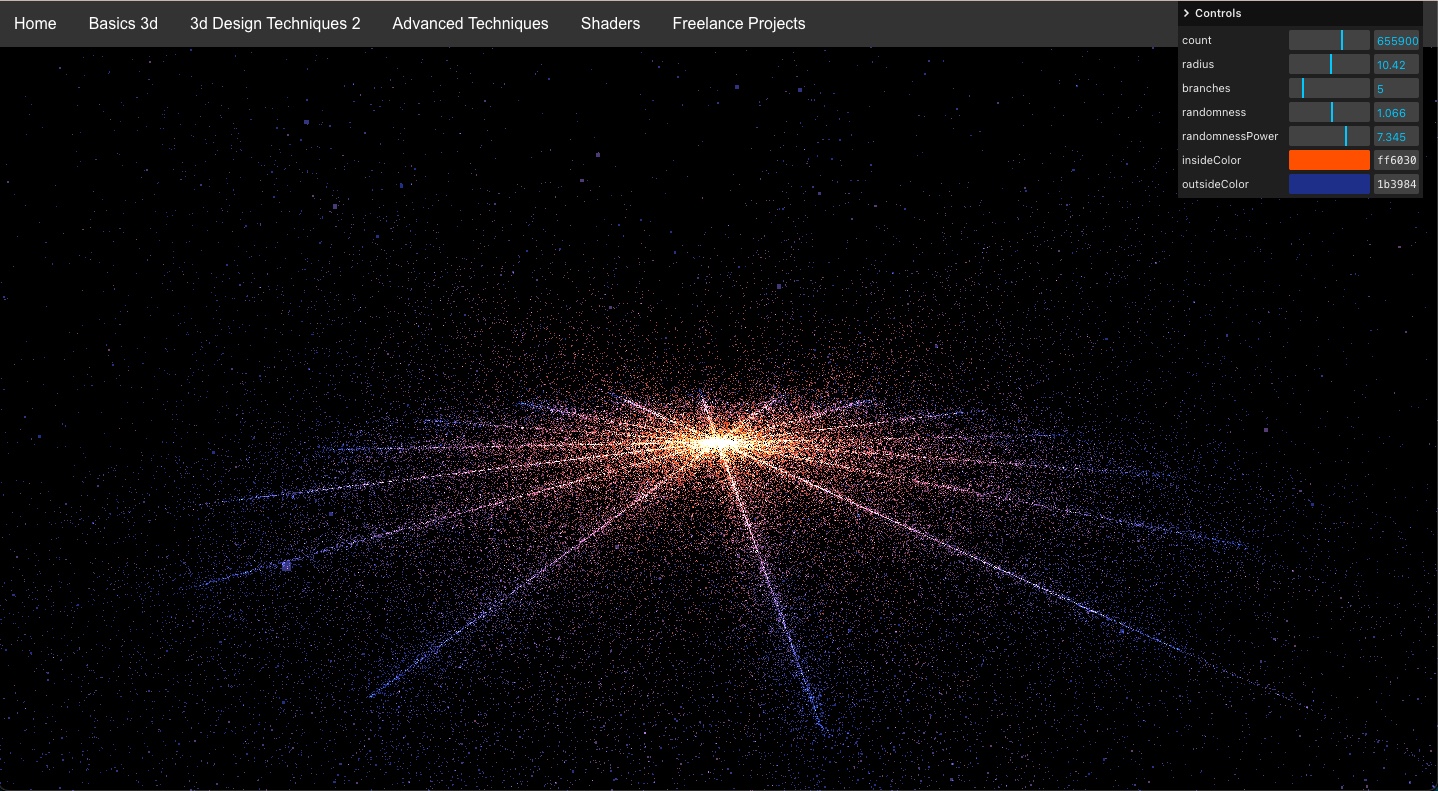 Home Basics 3d 3d Design Techniques 2 Advanced Techniques Shaders Freelance Projects
Controls
count 655900
radius 10.42
branches 5
randomness 1.066
randomnessPower 7.345
insideColor ff6030
outsideColor 1b3984